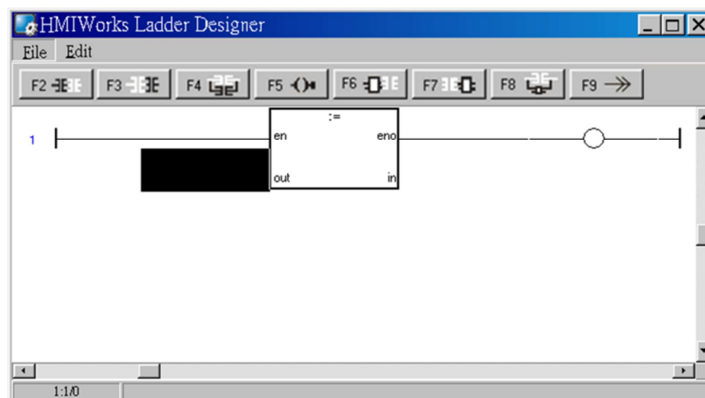 HMIWorks Ladder Designer
File Edit
F2 F3 F4 F5 F6 F7 F8 F9
:=
1 en eno
out in
1:1/0